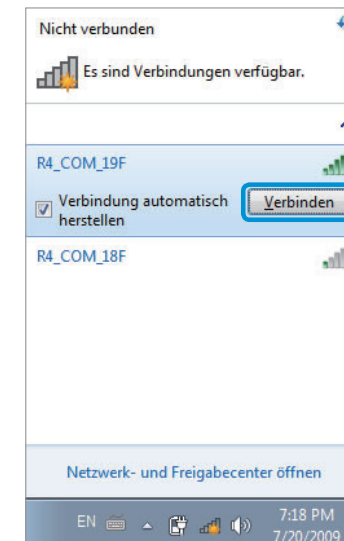 Nicht verbunden
Es sind Verbindungen verfügbar.
R4_COM_19F
Verbindung automatisch
herstellen
Verbinden
R4_COM_18F
Netzwerk- und Freigabecenter öffnen
EN
7:18 PM
7/20/2009